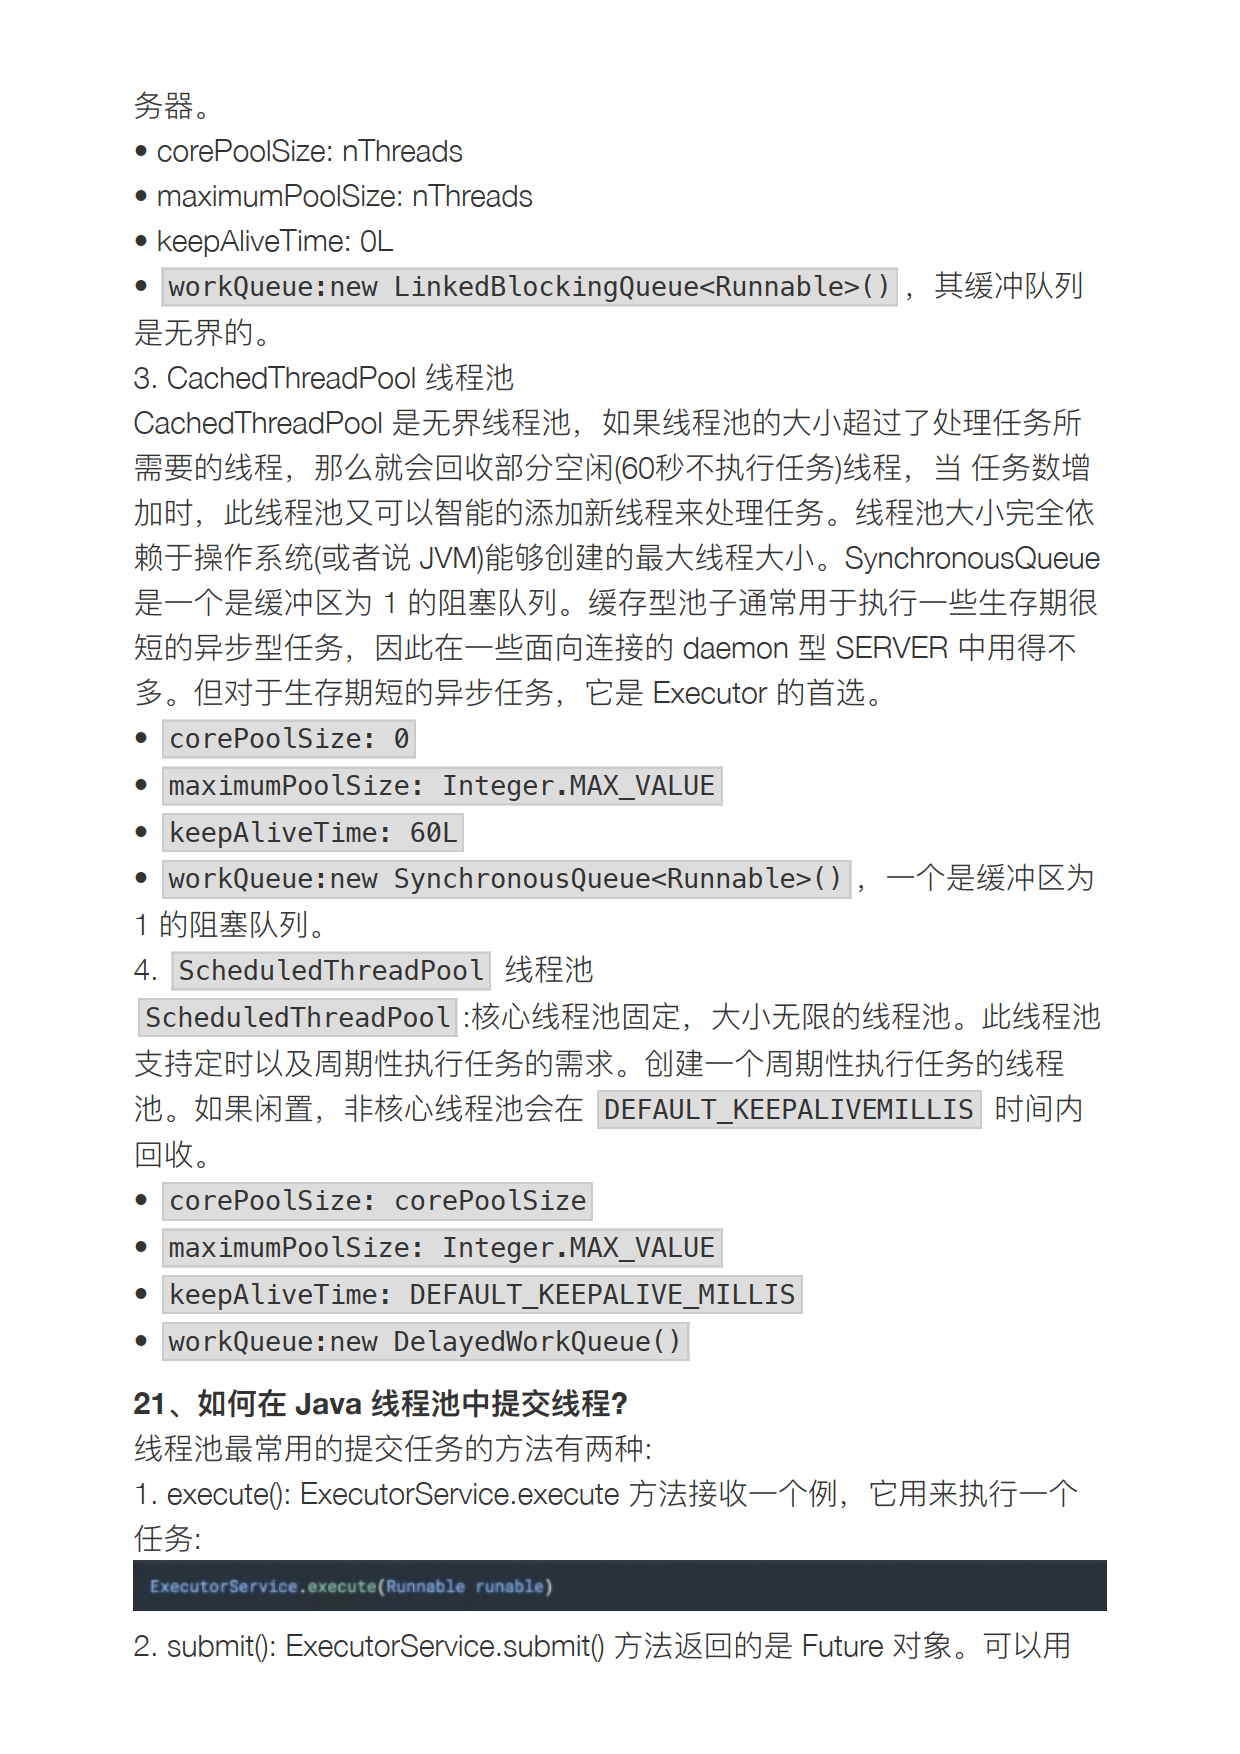 务器。
• corePoolSize: nThreads
• maximumPoolSize: nThreads
• keepAliveTime: 0L
• workQueue:new LinkedBlockingQueue<Runnable>() ，其缓冲队列
是无界的。
3. CachedThreadPool 线程池
CachedThreadPool 是无界线程池，如果线程池的大小超过了处理任务所
需要的线程，那么就会回收部分空闲(60秒不执行任务)线程，当 任务数增
加时，此线程池又可以智能的添加新线程来处理任务。线程池大小完全依
赖于操作系统(或者说 JVM)能够创建的最大线程大小。SynchronousQueue
是一个是缓冲区为 1 的阻塞队列。缓存型池子通常用于执行一些生存期很
短的异步型任务，因此在一些面向连接的 daemon 型 SERVER 中用得不
多。但对于生存期短的异步任务，它是 Executor 的首选。
• corePoolSize: 0
• maximumPoolSize: Integer.MAX_VALUE
• keepAliveTime: 60L
• workQueue:new SynchronousQueue<Runnable>() ，一个是缓冲区为
1 的阻塞队列。
4. ScheduledThreadPool 线程池
ScheduledThreadPool :核心线程池固定，大小无限的线程池。此线程池
支持定时以及周期性执行任务的需求。创建一个周期性执行任务的线程
池。如果闲置，非核心线程池会在 DEFAULT_KEEPALIVEMILLIS 时间内
回收。
• corePoolSize: corePoolSize
• maximumPoolSize: Integer.MAX_VALUE
• keepAliveTime: DEFAULT_KEEPALIVE_MILLIS
• workQueue:new DelayedWorkQueue()
21、如何在 Java 线程池中提交线程?
线程池最常用的提交任务的方法有两种:
1. execute(): ExecutorService.execute 方法接收一个例，它用来执行一个
任务:
ExecutorService.execute(Runnable runable)
2. submit(): ExecutorService.submit() 方法返回的是 Future 对象。可以用